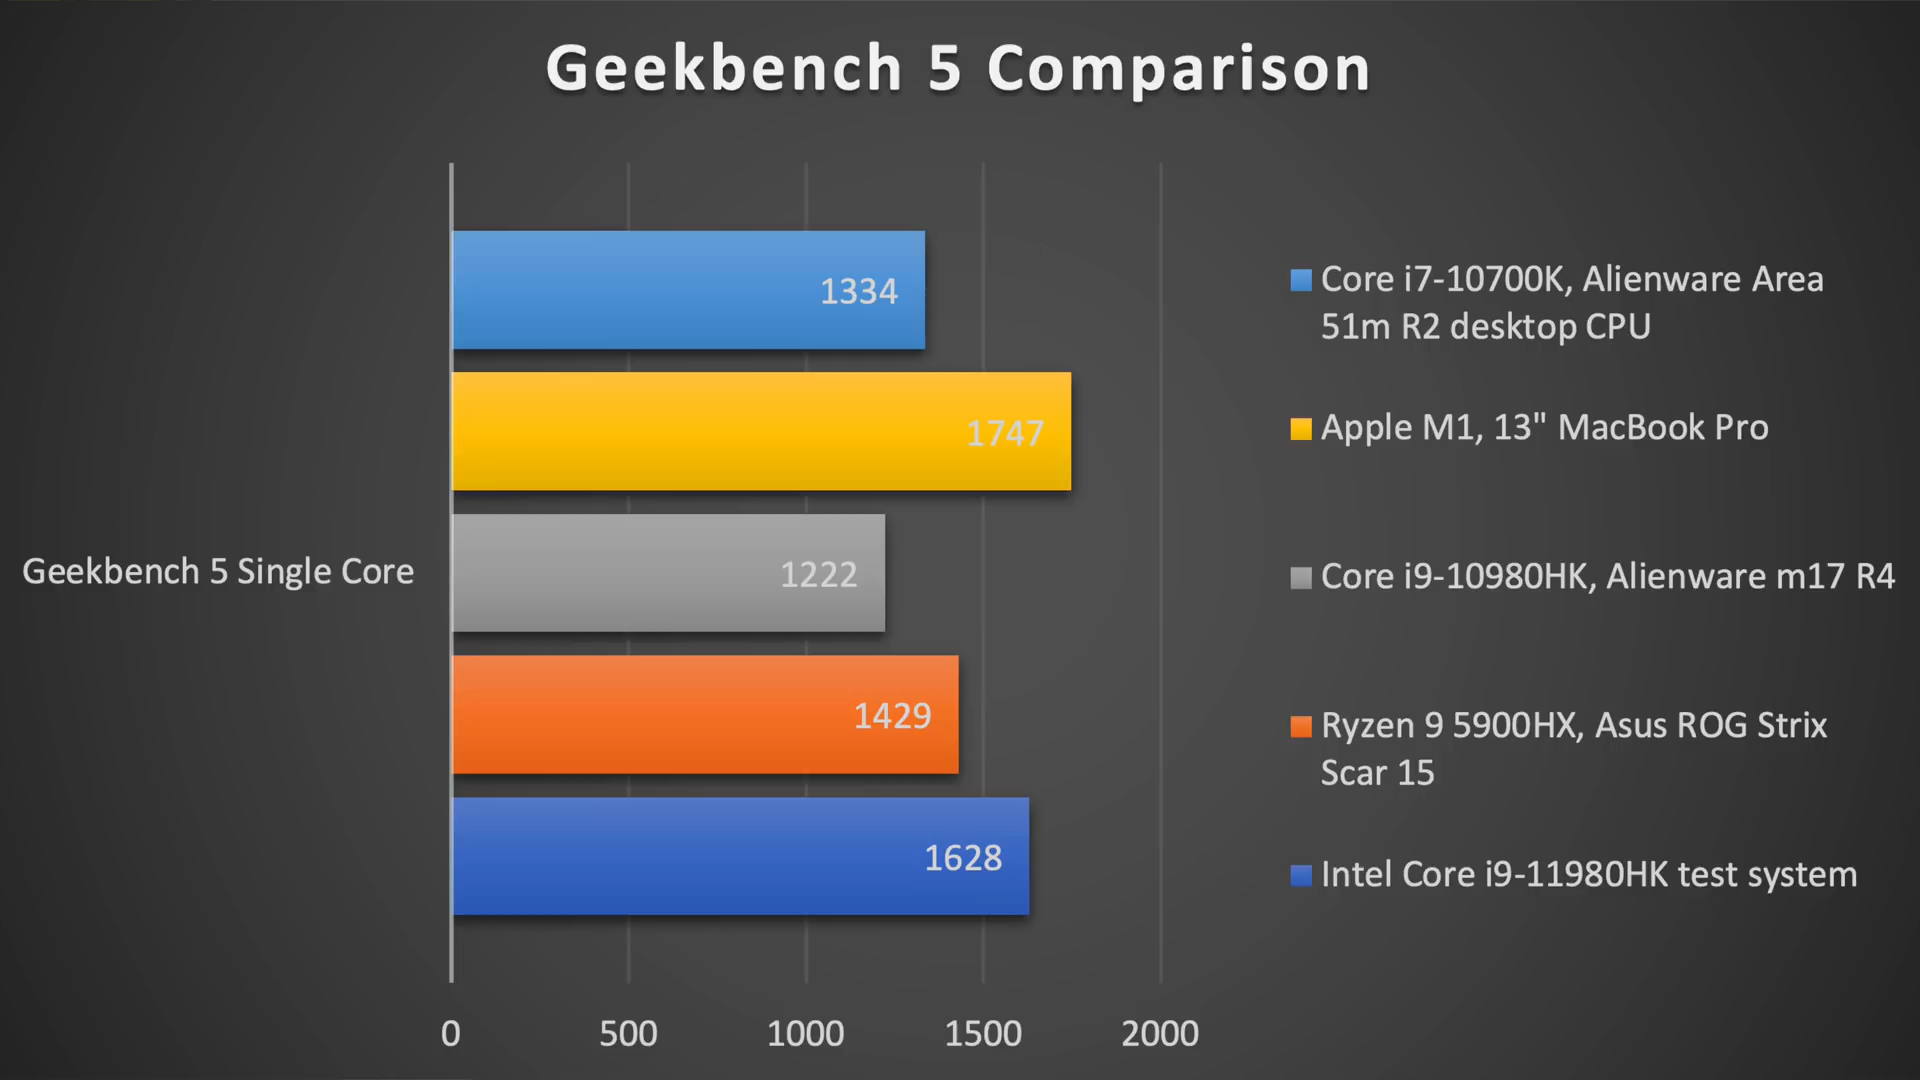 Geekbench 5 Comparison
1334
1747
1222
1429
1628
Geekbench 5 Single Core
0 500 1000 1500 2000
Core i7-10700K, Alienware Area
51m R2 desktop CPU
Apple M1, 13" MacBook Pro
Core i9-10980HK, Alienware m17 R4
Ryzen 9 5900HX, Asus ROG Strix
Scar 15
Intel Core i9-11980HK test system